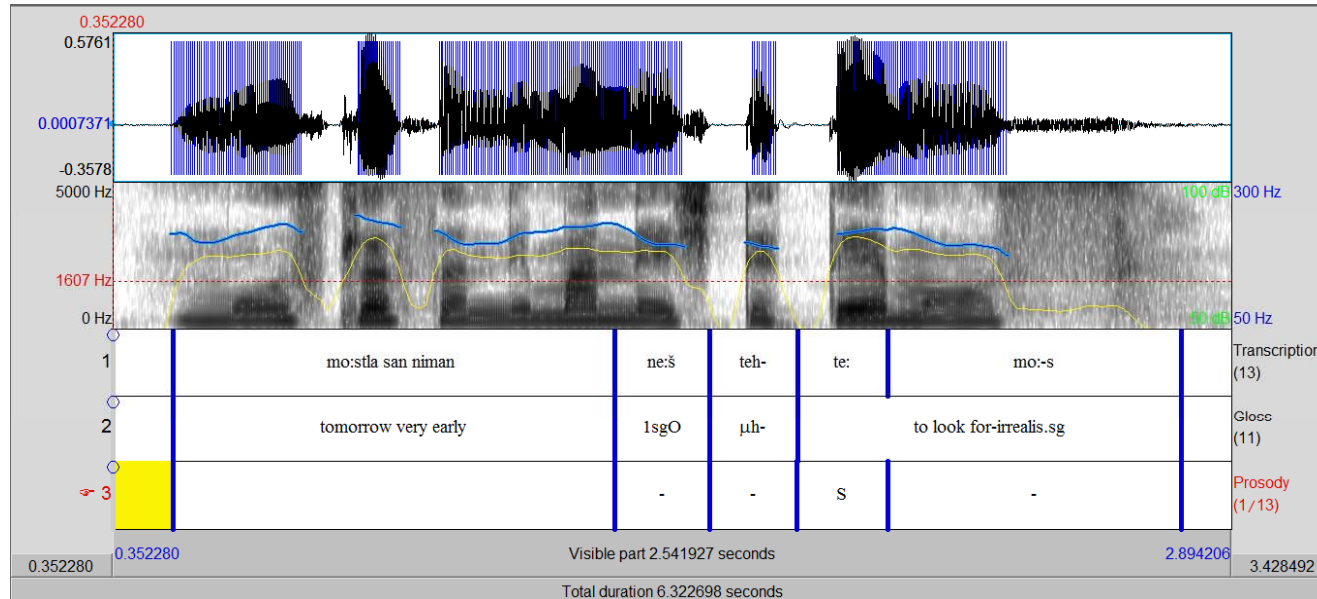 0.352280
0.5761
0.0007371
-0.3578
5000 Hz 100 dB 300 Hz
1607 Hz
0 Hz 50 dB 50 Hz
1 mo:stla san niman ne:š teh- te: mo:-s Transcription (13)
2 tomorrow very early 1sgO μh- to look for-irrealis.sg Gloss (11)
☞ 3 - - S - Prosody (1/13)
0.352280 Visible part 2.541927 seconds 2.894206
0.352280 3.428492
Total duration 6.322698 seconds